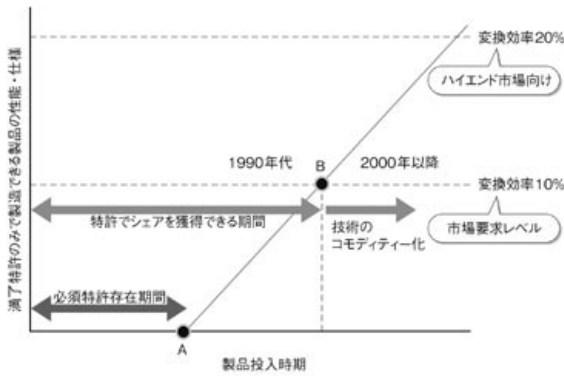 満了特許のみで製造できる製品の性能・仕様
変換効率20%
ハイエンド市場向け
1990年代
B
2000年以降
変換効率10%
特許でシェアを獲得できる期間
技術の
コモディティー化
市場要求レベル
必須特許存在期間
A
製品投入時期